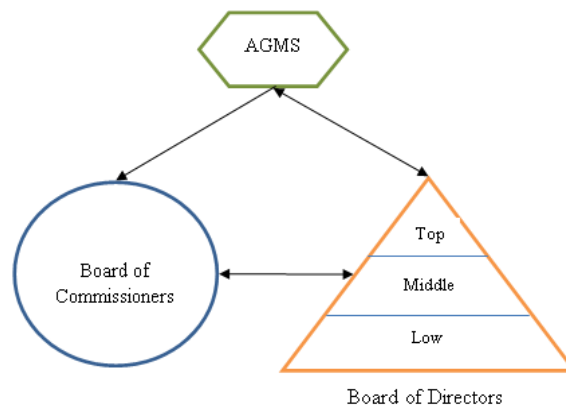 AGMS
Board of
Commissioners
Top
Middle
Low
Board of Directors